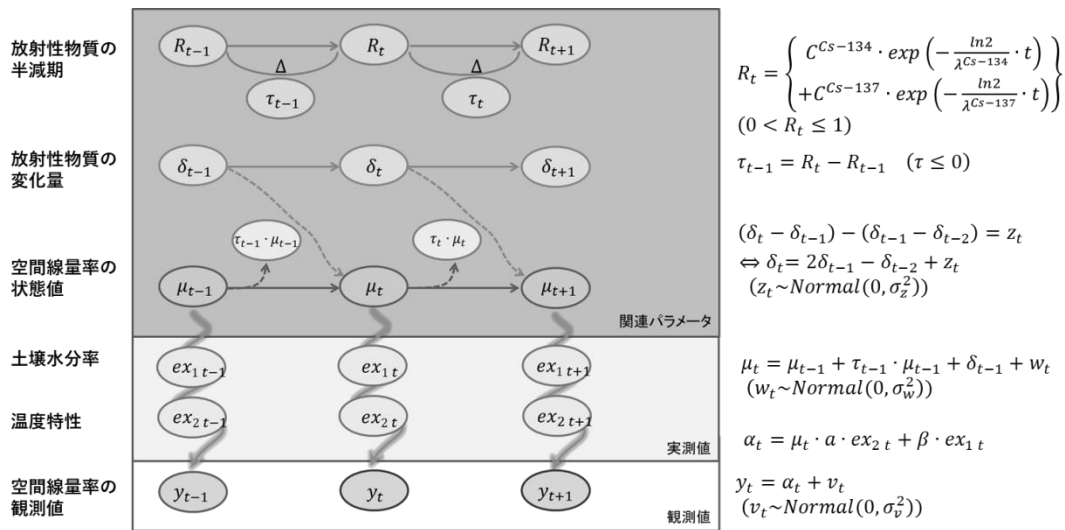 放射性物質の
半減期
R_{t−1}
R_t
R_{t+1}
Δ
Δ
τ_{t−1}
τ_t
放射性物質の
変化量
δ_{t−1}
δ_t
δ_{t+1}
τ_{t−1} · μ_{t−1}
τ_t · μ_t
空間線量率の
状態値
μ_{t−1}
μ_t
μ_{t+1}
関連パラメータ
土壌水分率
ex_{1 t−1}
ex_{1 t}
ex_{1 t+1}
温度特性
ex_{2 t−1}
ex_{2 t}
ex_{2 t+1}
実測値
空間線量率の
観測値
y_{t−1}
y_t
y_{t+1}
観測値
R_t = { C^{Cs−134} · exp (− ln2/λ^{Cs−134} · t)
+C^{Cs−137} · exp (− ln2/λ^{Cs−137} · t) }
(0 < R_t ≤ 1)
τ_{t−1} = R_t − R_{t−1} (τ ≤ 0)
(δ_t − δ_{t−1}) − (δ_{t−1} − δ_{t−2}) = z_t
⇔ δ_t = 2δ_{t−1} − δ_{t−2} + z_t
(z_t~Normal(0, σ_z^2))
μ_t = μ_{t−1} + τ_{t−1} · μ_{t−1} + δ_{t−1} + w_t
(w_t~Normal(0, σ_w^2))
α_t = μ_t · a · ex_{2 t} + β · ex_{1 t}
y_t = α_t + v_t
(v_t~Normal(0, σ_v^2))